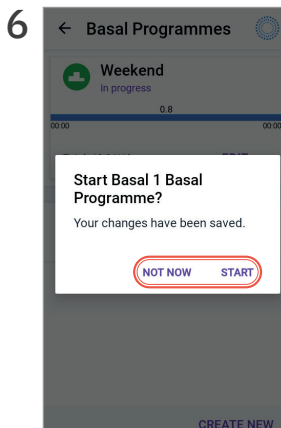 6
Basal Programmes
Weekend
In progress
0.8
00:00 00:00
Start Basal 1 Basal
Programme?
Your changes have been saved.
NOT NOW START
CREATE NEW